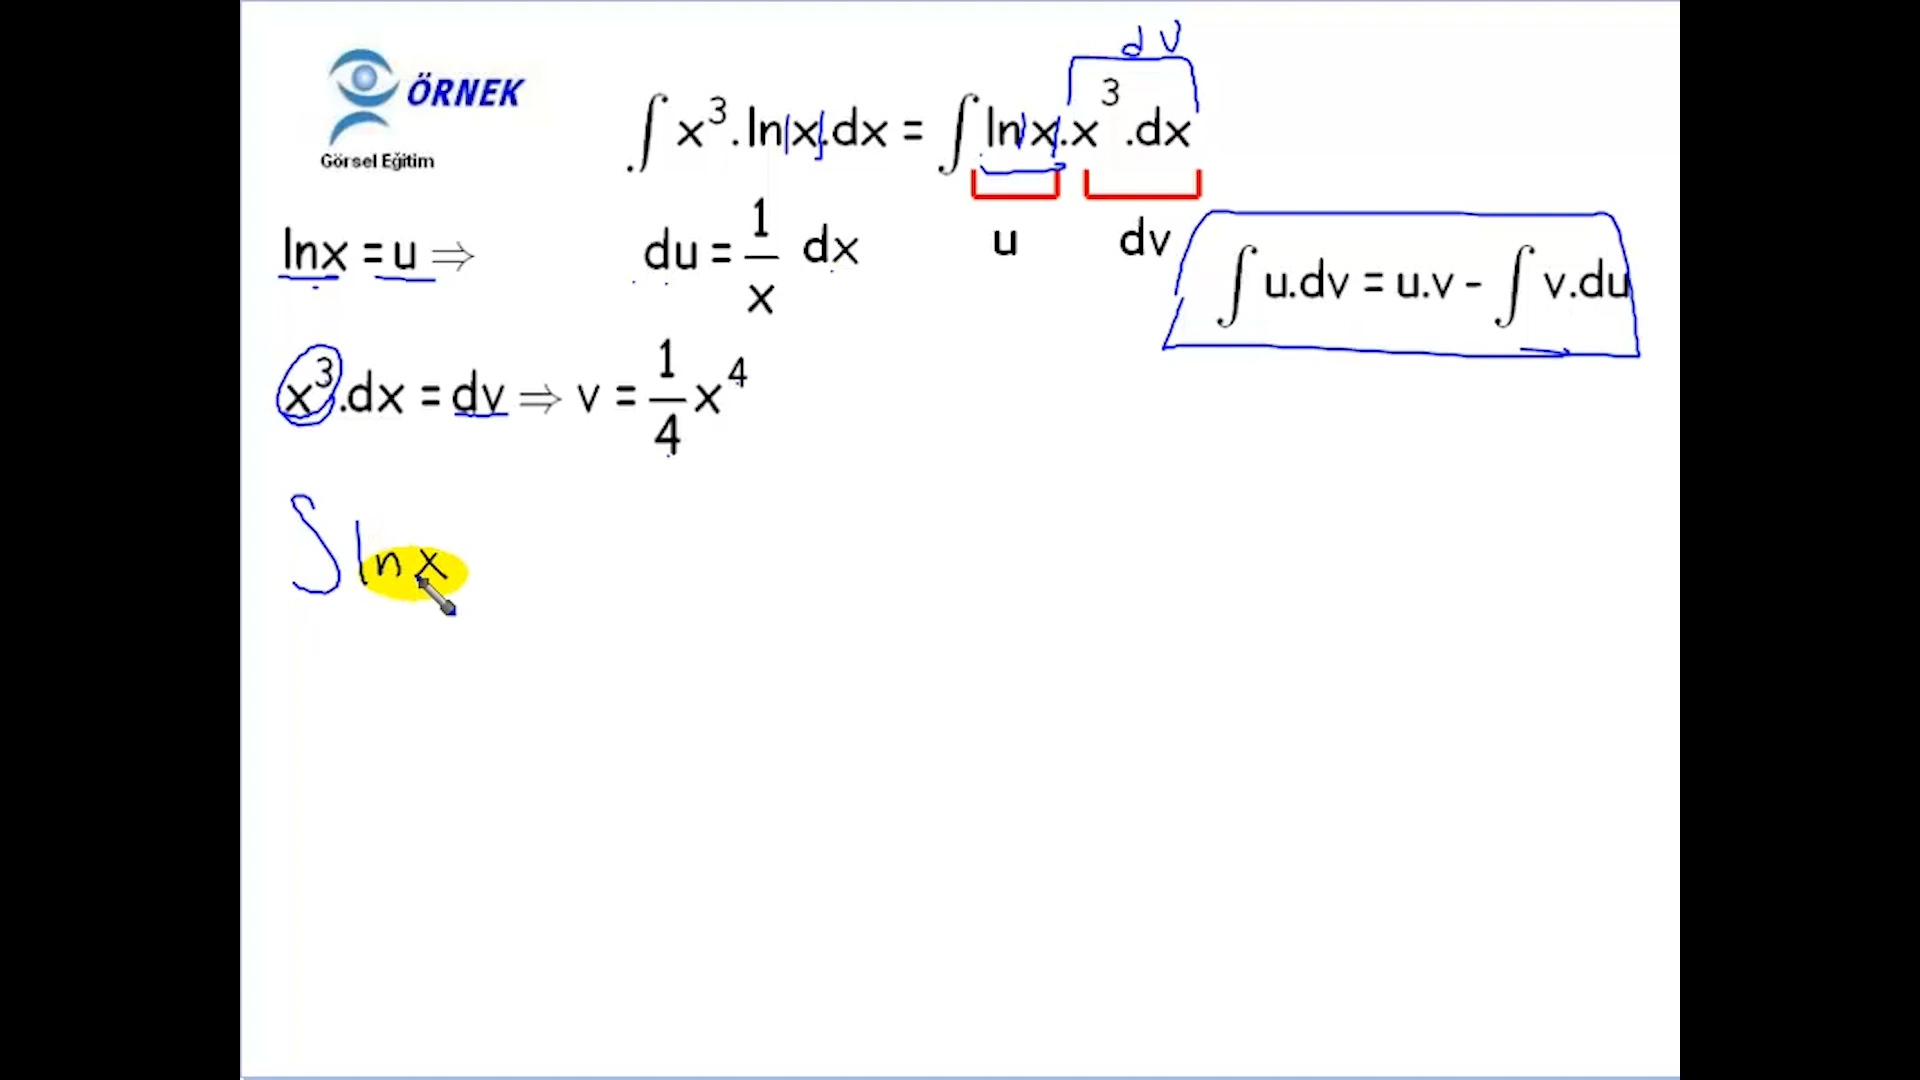 dv
ÖRNEK
Görsel Eğitim
∫ x³.lnx.dx = ∫ lnx.x³.dx
u dv
lnx = u ⇒ du = 1/x dx
∫ u.dv = u.v - ∫ v.du
x³.dx = dv ⇒ v = 1/4 x⁴
∫ ln x